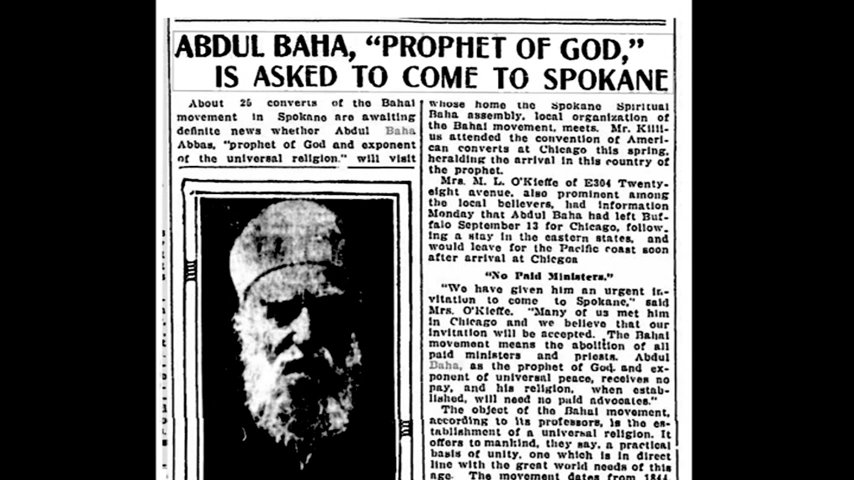 ABDUL BAHA, “PROPHET OF GOD,”
IS ASKED TO COME TO SPOKANE
About 25 converts of the Bahai
movement in Spokane are awaiting
definite news whether Abdul Baha
Abbas, "prophet of God and exponent
of the universal religion." will visit
whose home the Spokane Spiritual
Baha assembly, local organization of
the Bahai movement, meets. Mr. Killi-
us attended the convention of Ameri-
can converts at Chicago this spring,
heralding the arrival in this country of
the prophet.
Mrs. M. L. O'Kieffe of E304 Twenty-
eight avenue, also prominent among
the local believers, had information
Monday that Abdul Baha had left Buf-
falo September 13 for Chicago, follow-
ing a stay in the eastern states, and
would leave for the Pacific coast soon
after arrival at Chicago
"No Paid Ministers."
"We have given him an urgent in-
vitation to come to Spokane," said
Mrs. O'Kieffe. "Many of us met him
in Chicago and we believe that our
invitation will be accepted. The Bahai
movement means the abolition of all
paid ministers and priests. Abdul
Baha, as the prophet of God and ex-
ponent of universal peace, receives no
pay, and his religion, when estab-
lished, will need no paid advocates."
The object of the Bahai movement,
according to its professors, is the es-
tablishment of a universal religion. It
offers to mankind, they say, a practical
basis of unity, one which is in direct
line with the great world needs of this
age. The movement dates from 1844